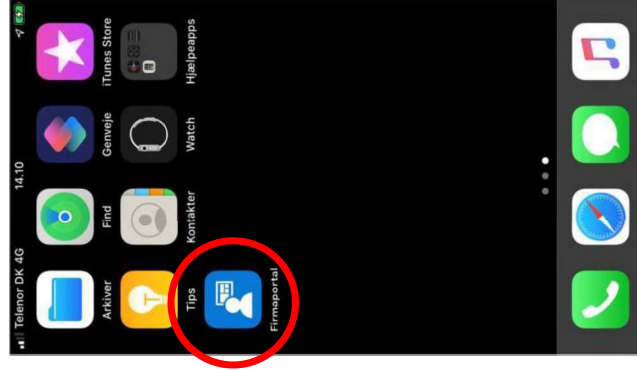 Telenor DK 4G 14.10
Arkiver Find Genveje iTunes Store
Tips Kontakter Watch Hjælpeapps
Firmaportal